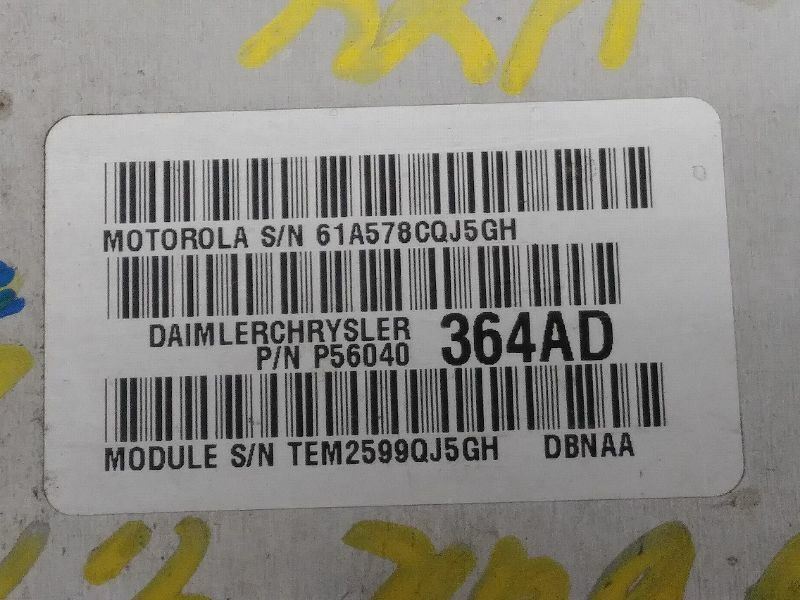 MOTOROLA S/N 61A578CQJ5GH
DAIMLERCHRYSLER
P/N P56040 364AD
MODULE S/N TEM2599QJ5GH DBNAA